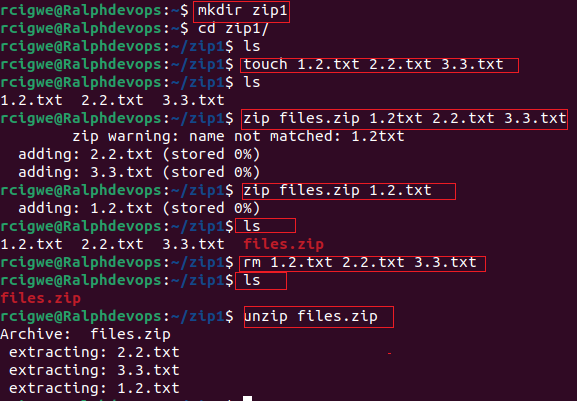 rcigwe@Ralphdevops:~$ mkdir zip1
rcigwe@Ralphdevops:~$ cd zip1/
rcigwe@Ralphdevops:~/zip1$ ls
rcigwe@Ralphdevops:~/zip1$ touch 1.2.txt 2.2.txt 3.3.txt
rcigwe@Ralphdevops:~/zip1$ ls
1.2.txt  2.2.txt  3.3.txt
rcigwe@Ralphdevops:~/zip1$ zip files.zip 1.2txt 2.2.txt 3.3.txt
        zip warning: name not matched: 1.2txt
  adding: 2.2.txt (stored 0%)
  adding: 3.3.txt (stored 0%)
rcigwe@Ralphdevops:~/zip1$ zip files.zip 1.2.txt
  adding: 1.2.txt (stored 0%)
rcigwe@Ralphdevops:~/zip1$ ls
1.2.txt  2.2.txt  3.3.txt  files.zip
rcigwe@Ralphdevops:~/zip1$ rm 1.2.txt 2.2.txt 3.3.txt
rcigwe@Ralphdevops:~/zip1$ ls
files.zip
rcigwe@Ralphdevops:~/zip1$ unzip files.zip
Archive:  files.zip
 extracting: 2.2.txt
 extracting: 3.3.txt
 extracting: 1.2.txt
rcigwe@Ralphdevops:~/zip1$